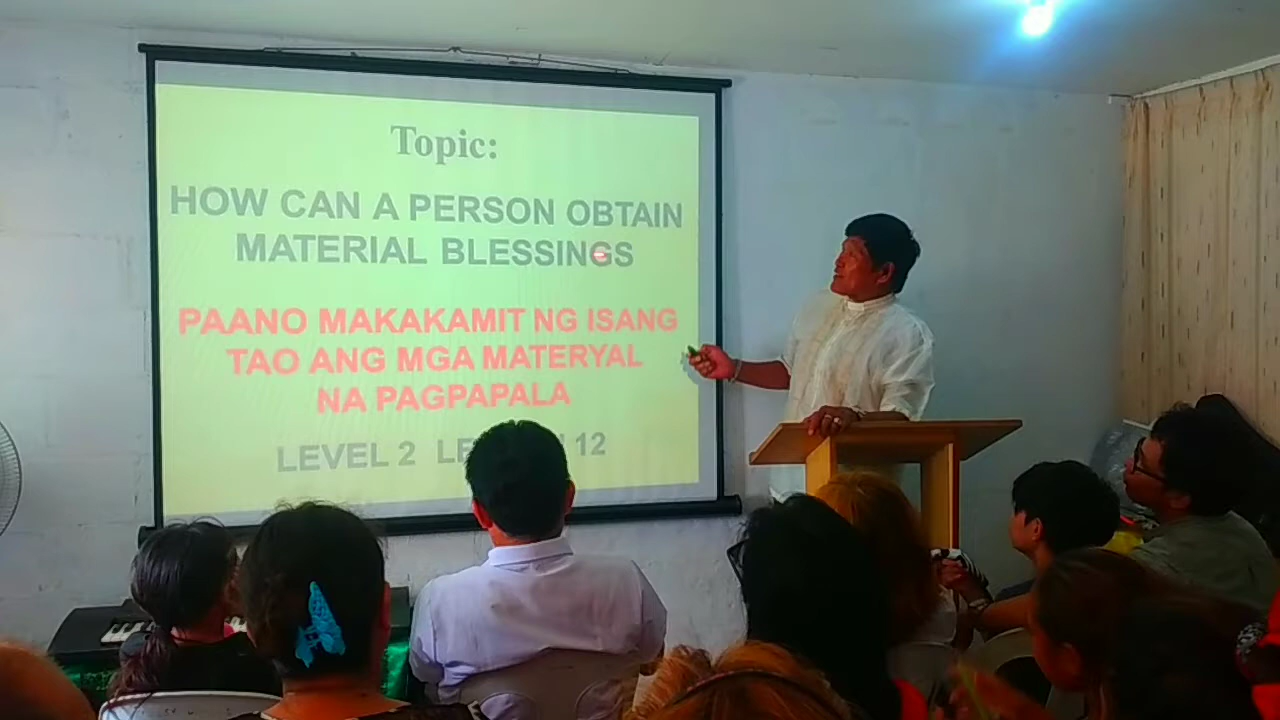 Topic:
HOW CAN A PERSON OBTAIN
MATERIAL BLESSINGS
PAANO MAKAKAMIT NG ISANG
TAO ANG MGA MATERYAL
NA PAGPAPALA
LEVEL 2 12